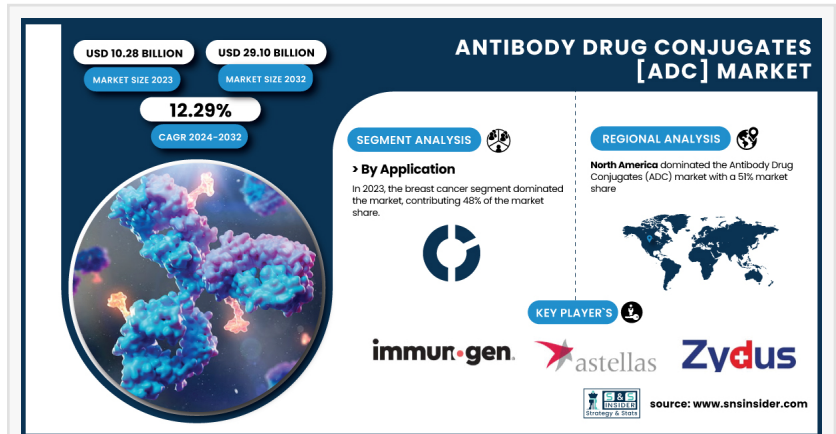 ANTIBODY DRUG CONJUGATES
[ADC] MARKET
USD 10.28 BILLION
MARKET SIZE 2023
USD 29.10 BILLION
MARKET SIZE 2032
12.29%
CAGR 2024-2032
SEGMENT ANALYSIS
> By Application
In 2023, the breast cancer segment dominated
the market, contributing 48% of the market
share.
REGIONAL ANALYSIS
North America dominated the Antibody Drug
Conjugates (ADC) market with a 51% market
share
KEY PLAYER`S
immun•gen.
astellas
Zydus
S&S
INSIDER
Strategy & Stats
source: www.snsinsider.com